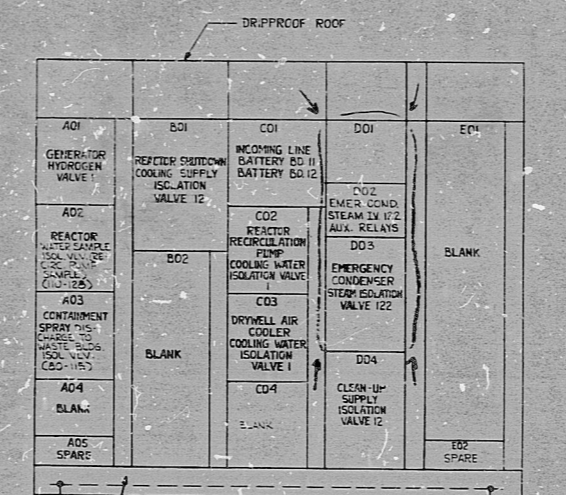 DRIPPROOF ROOF
A01
GENERATOR
HYDROGEN
VALVE 1
A02
REACTOR
WATER SAMPLE
ISOL. VLV. (RE
CIRC. PUMP
SAMPLE)
(110-128)
A03
CONTAINMENT
SPRAY DIS-
CHARGE TO
WASTE BLDG.
ISOL. VLV.
(80-115)
A04
BLANK
A05
SPARE
B01
REACTOR SHUTDOWN
COOLING SUPPLY
ISOLATION
VALVE 12
B02
BLANK
C01
INCOMING LINE
BATTERY BD. 11
BATTERY BD. 12
C02
REACTOR
RECIRCULATION
PUMP
COOLING WATER
ISOLATION VALVE
1
C03
DRYWELL AIR
COOLER
COOLING WATER
ISOLATION
VALVE 1
C04
BLANK
D01
D02
EMER. COND.
STEAM IV 122
AUX. RELAYS
D03
EMERGENCY
CONDENSER
STEAM ISOLATION
VALVE 122
D04
CLEAN-UP
SUPPLY
ISOLATION
VALVE 12
E01
BLANK
E02
SPARE